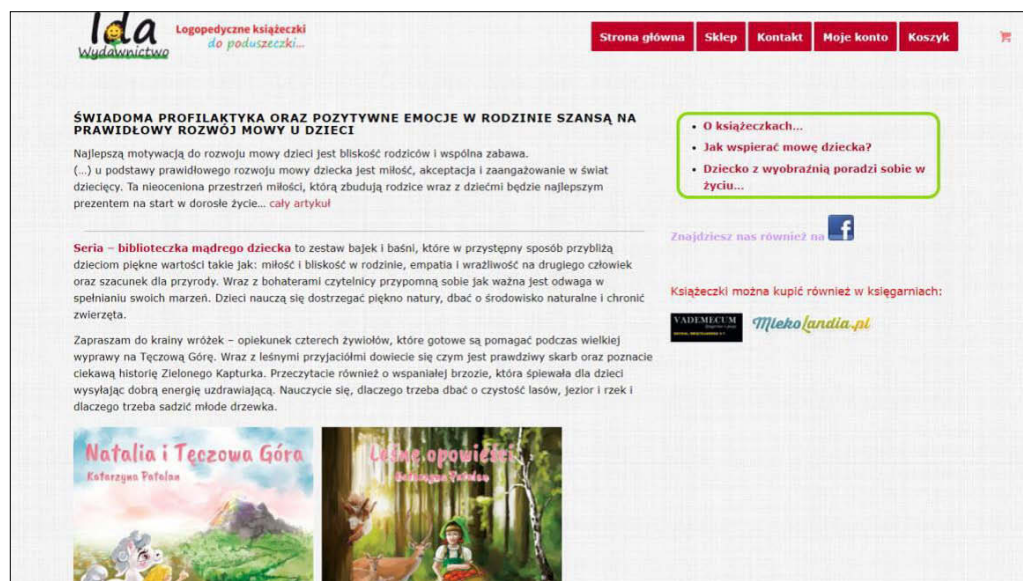 Ida
Wydawnictwo
Logopedyczne książeczki
do poduszeczki...
Strona główna
Sklep
Kontakt
Moje konto
Koszyk
ŚWIADOMA PROFILAKTYKA ORAZ POZYTYWNE EMOCJE W RODZINIE SZANSĄ NA
PRAWIDŁOWY ROZWÓJ MOWY U DZIECI
Najlepszą motywacją do rozwoju mowy dzieci jest bliskość rodziców i wspólna zabawa.
(...) u podstawy prawidłowego rozwoju mowy dziecka jest miłość, akceptacja i zaangażowanie w świat
dziecięcy. Ta nieoceniona przestrzeń miłości, którą zbudują rodzice wraz z dziećmi będzie najlepszym
prezentem na start w dorosłe życie... cały artykuł
Seria – biblioteczka mądrego dziecka to zestaw bajek i baśni, które w przystępny sposób przybliżą
dzieciom piękne wartości takie jak: miłość i bliskość w rodzinie, empatia i wrażliwość na drugiego człowieka
oraz szacunek dla przyrody. Wraz z bohaterami czytelnicy przypomną sobie jak ważna jest odwaga w
spełnianiu swoich marzeń. Dzieci nauczą się dostrzegać piękno natury, dbać o środowisko naturalne i chronić
zwierzęta.
Zapraszam do krainy wróżek – opiekunek czterech żywiołów, które gotowe są pomagać podczas wielkiej
wyprawy na Tęczową Górę. Wraz z leśnymi przyjaciółmi dowiecie się czym jest prawdziwy skarb oraz poznacie
ciekawą historię Zielonego Kapturka. Przeczytacie również o wspaniałej brzozie, która śpiewała dla dzieci
wysyłając dobrą energię uzdrawiającą. Nauczycie się, dlaczego trzeba dbać o czystość lasów, jezior i rzek i
dlaczego trzeba sadzić młode drzewka.
Natalia i Tęczowa Góra
Katarzyna Patalan
Leśne opowieści
Katarzyna Patalan
• O książeczkach...
• Jak wspierać mowę dziecka?
• Dziecko z wyobraźnią poradzi sobie w
życiu...
Znajdziesz nas również na
Książeczki można kupić również w księgarniach:
VADEMECUM
MlekoLandia.pl